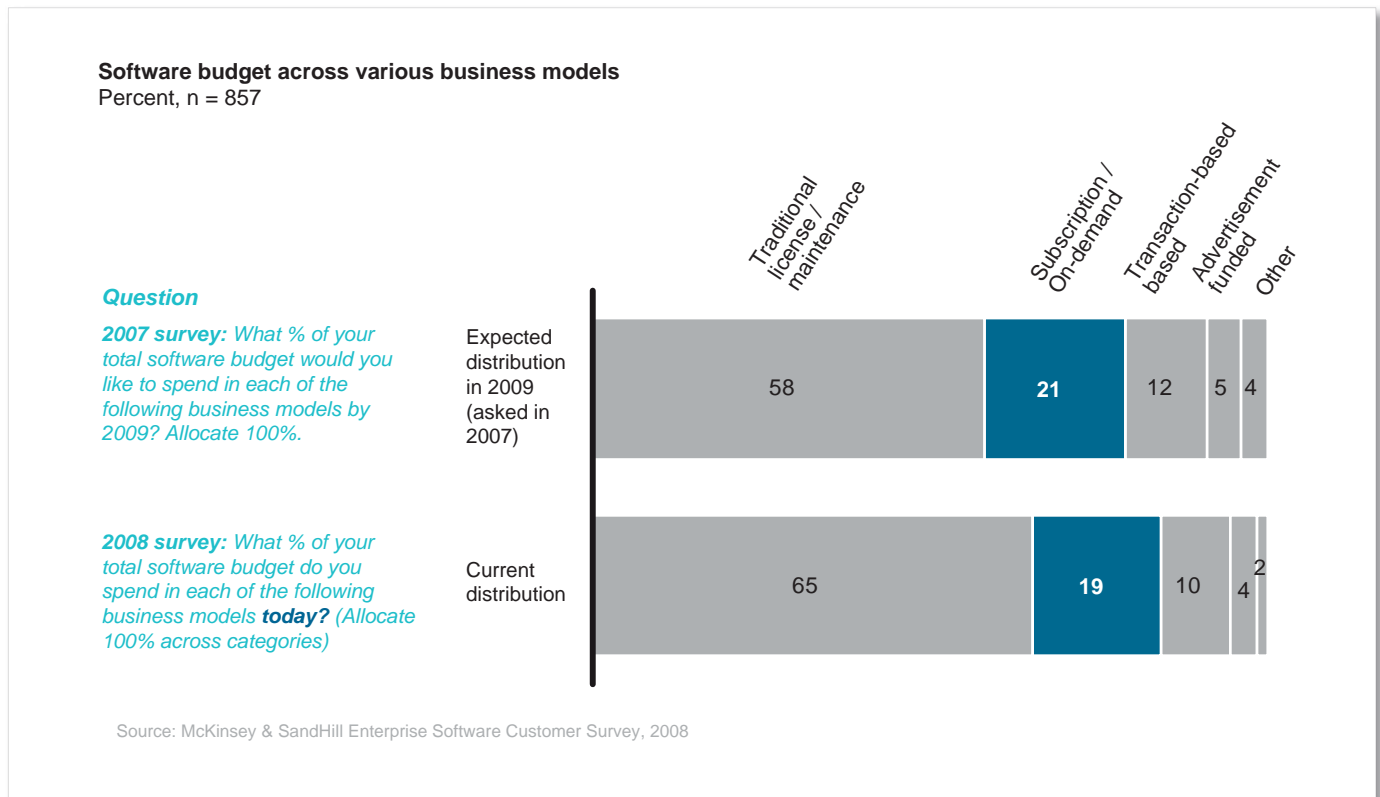 Software budget across various business models
Percent, n = 857
Traditional
license /
maintenance
Subscription /
On-demand
Transaction-based
based
Advertisement
funded
Other
Question
2007 survey: What % of your
total software budget would you
like to spend in each of the
following business models by
2009? Allocate 100%.
Expected
distribution
in 2009
(asked in
2007)
58
21
12
5
4
2008 survey: What % of your
total software budget do you
spend in each of the following
business models today? (Allocate
100% across categories)
Current
distribution
65
19
10
4
2
Source: McKinsey & SandHill Enterprise Software Customer Survey, 2008